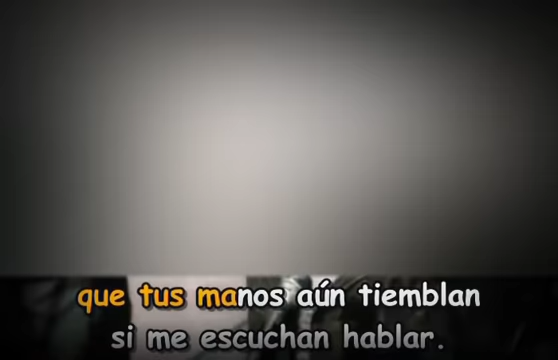 que tus manos aún tiemblan
si me escuchan hablar.